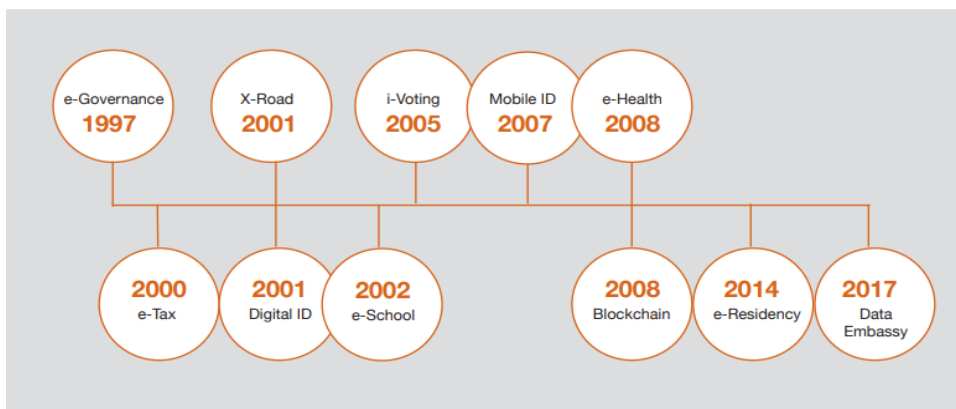 e-Governance
1997
X-Road
2001
i-Voting
2005
Mobile ID
2007
e-Health
2008
2000
e-Tax
2001
Digital ID
2002
e-School
2008
Blockchain
2014
e-Residency
2017
Data
Embassy